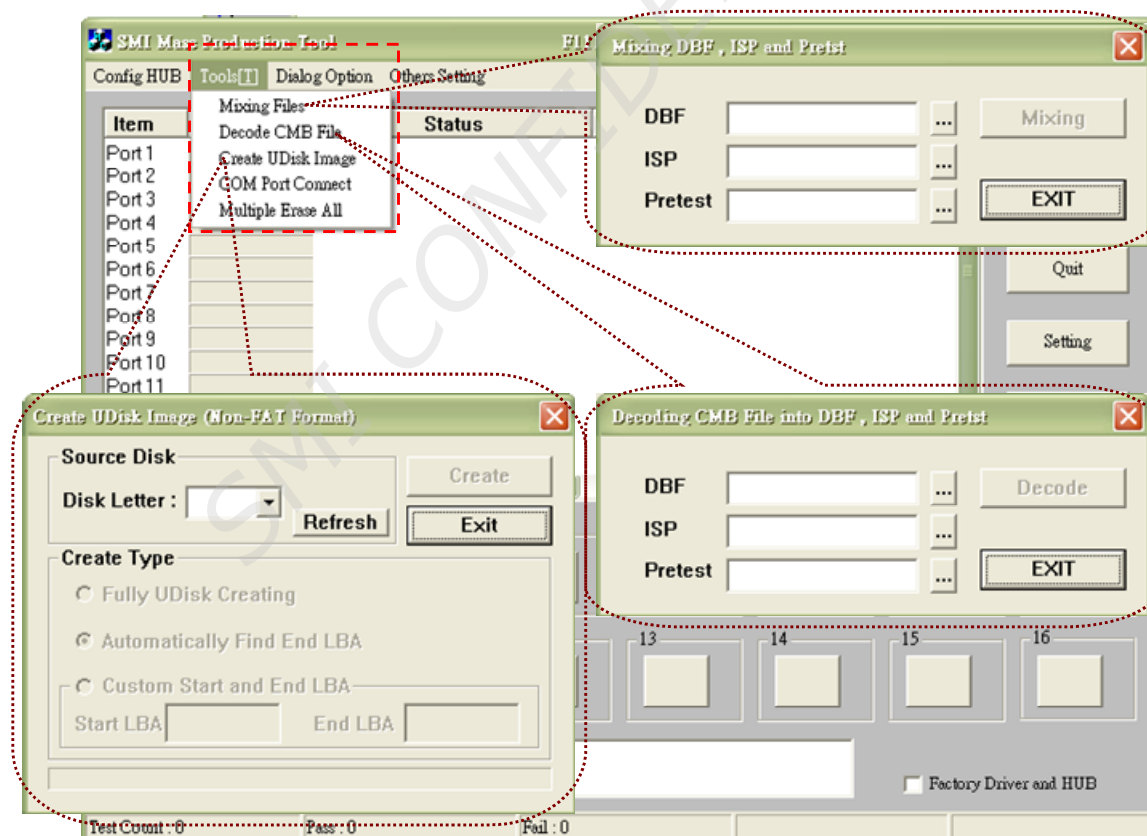 SMI Mass Production Tool
Config HUB Tools[T] Dialog Option Others Setting
Mixing Files
Decode CMB File
Create UDisk Image
COM Port Connect
Multiple Erase All
Item Status
Port 1
Port 2
Port 3
Port 4
Port 5
Port 6
Port 7
Port 8
Port 9
Port 10
Port 11
Mixing DBF , ISP and Pretst
DBF ... Mixing
ISP ...
Pretest ... EXIT
Quit
Setting
Create UDisk Image (Non-FAT Format)
Source Disk
Disk Letter :
Refresh
Create
Exit
Create Type
Fully UDisk Creating
Automatically Find End LBA
Custom Start and End LBA
Start LBA End LBA
Decoding CMB File into DBF , ISP and Pretst
DBF ... Decode
ISP ...
Pretest ... EXIT
13 14 15 16
Factory Driver and HUB
Test Count : 0 Pass : 0 Fail : 0
SMI CONFIDE